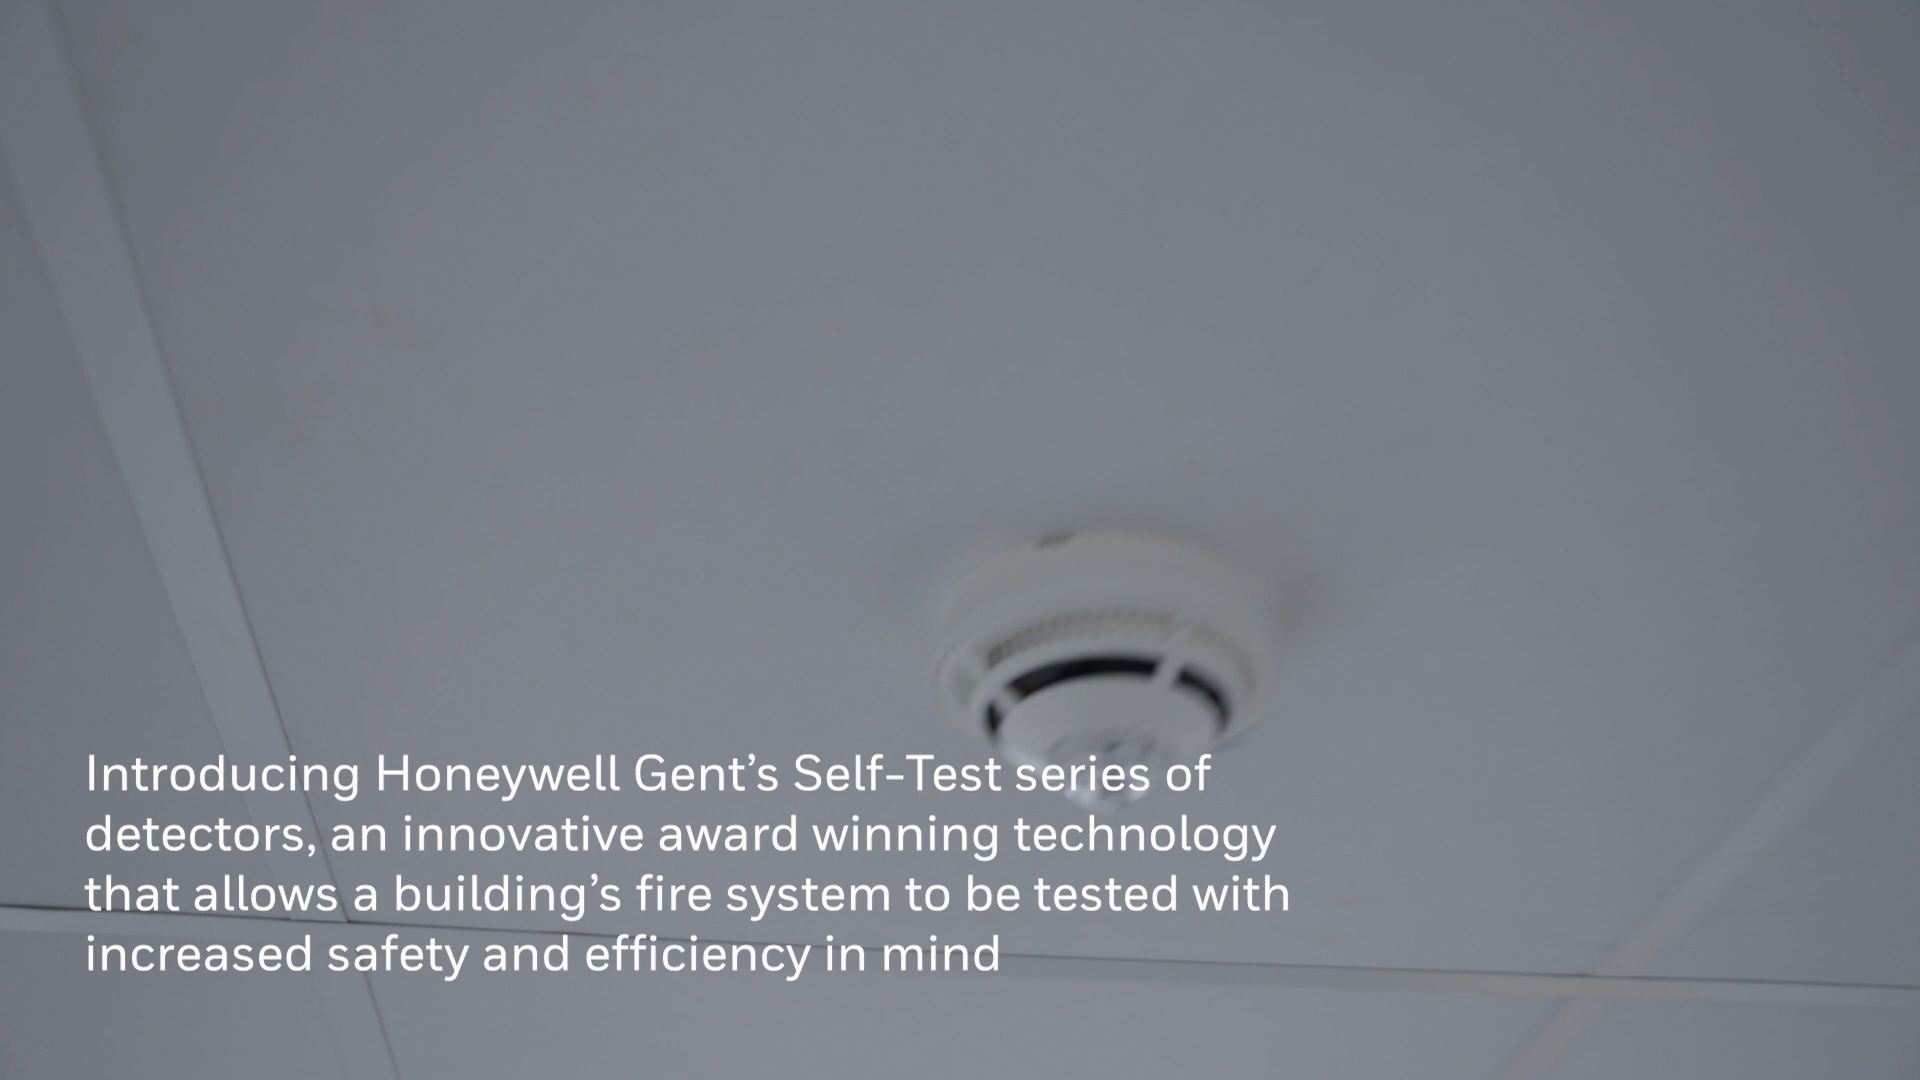 Introducing Honeywell Gent’s Self-Test series of
detectors, an innovative award winning technology
that allows a building’s fire system to be tested with
increased safety and efficiency in mind